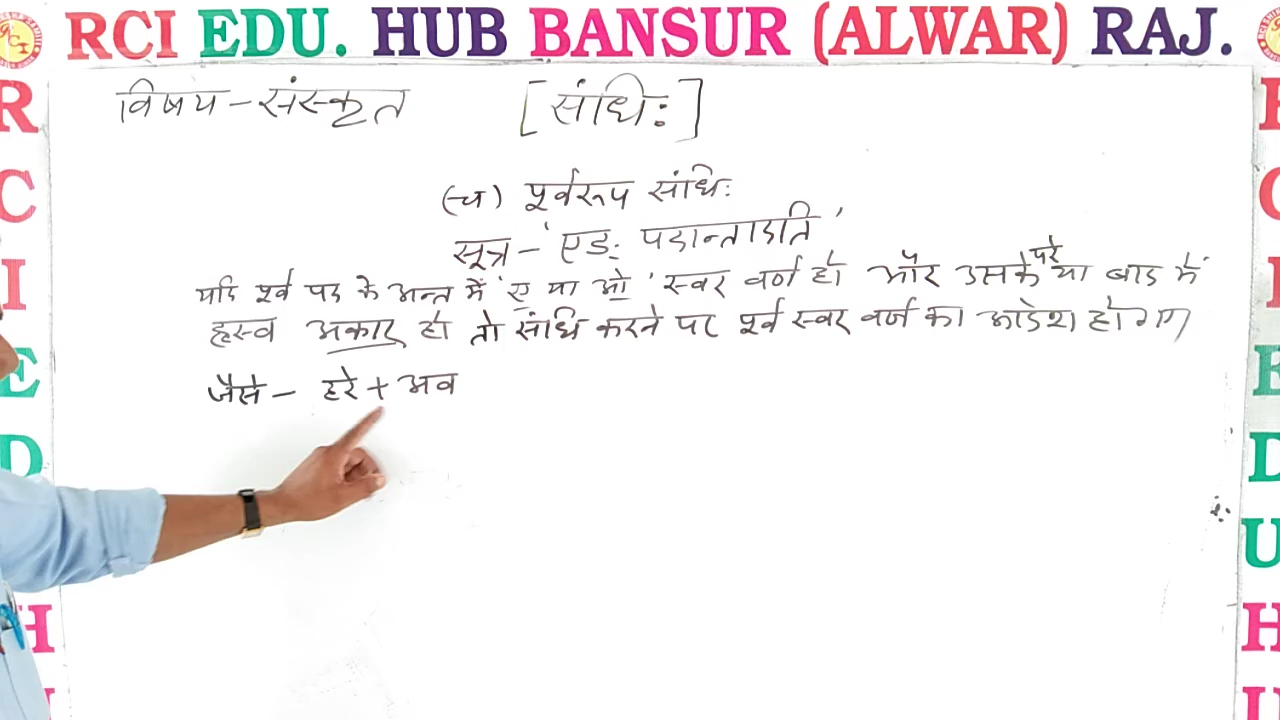 RCI EDU. HUB BANSUR (ALWAR) RAJ.
विषय - संस्कृत [संधिः]
(च) पूर्वरूप संधिः
सूत्र - 'एङः पदान्तादति'
यदि पूर्व पद के अन्त में 'ए या ओ' स्वर वर्ण हो और उसके परे या बाद में
ह्रस्व अकार हो तो संधि करने पर पूर्व स्वर वर्ण का आदेश होगा
जैसे - हरे + अव
R
C
I
E
D
H
R
C
I
E
D
U
H
U